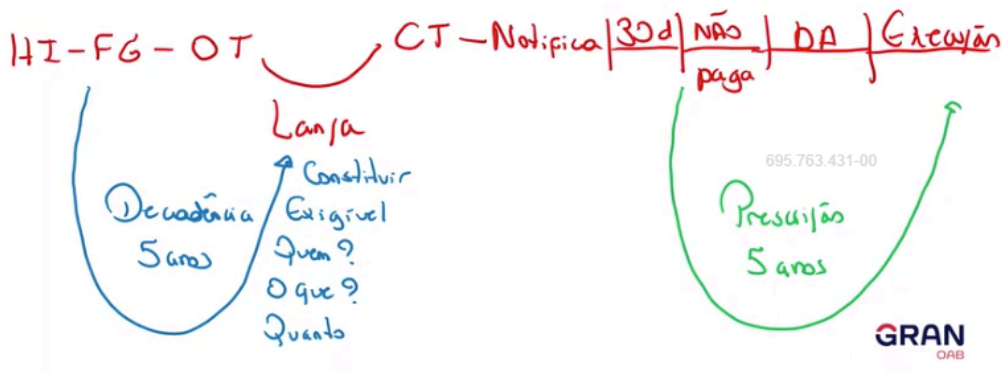 HI-FG-OT CT-Notifica|30d|NÃO|DA|Execução
paga
Lança
Constituir
Exigível
Quem?
O que?
Quanto
Decadência
5 anos
695.763.431-00
Prescrição
5 anos
GRAN
OAB